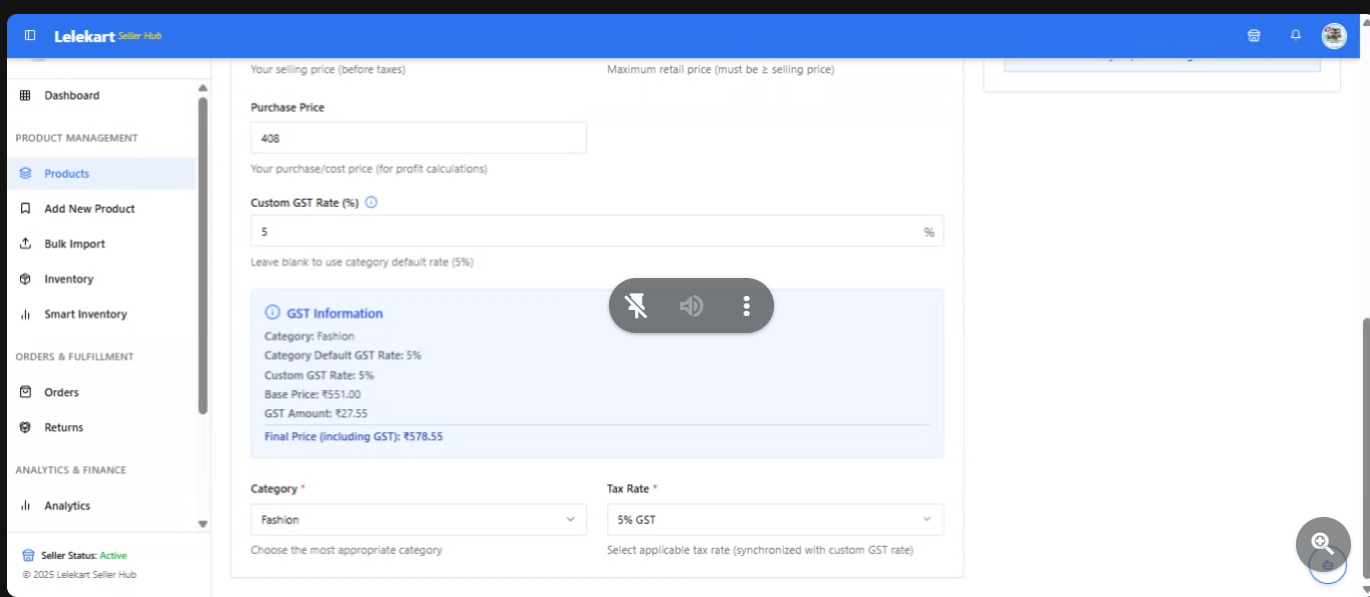 Lelekart Seller Hub
Dashboard
PRODUCT MANAGEMENT
Products
Add New Product
Bulk Import
Inventory
Smart Inventory
ORDERS & FULFILLMENT
Orders
Returns
ANALYTICS & FINANCE
Analytics
Seller Status: Active
© 2025 Lelekart Seller Hub
Your selling price (before taxes)
Maximum retail price (must be ≥ selling price)
Purchase Price
408
Your purchase/cost price (for profit calculations)
Custom GST Rate (%)
5
%
Leave blank to use category default rate (5%)
GST Information
Category: Fashion
Category Default GST Rate: 5%
Custom GST Rate: 5%
Base Price: ₹551.00
GST Amount: ₹27.55
Final Price (including GST): ₹578.55
Category *
Fashion
Choose the most appropriate category
Tax Rate *
5% GST
Select applicable tax rate (synchronized with custom GST rate)